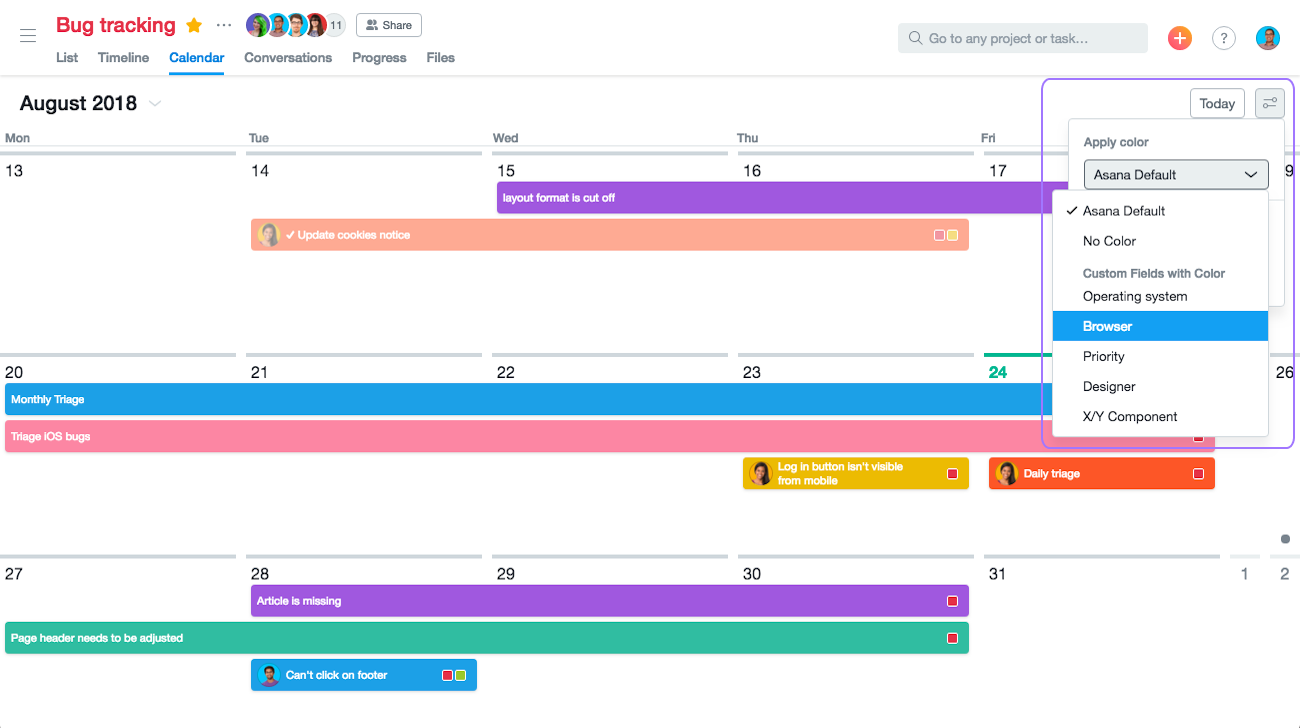 Bug tracking
11
Share
Go to any project or task...
?
List Timeline Calendar Conversations Progress Files
August 2018
Today
Mon Tue Wed Thu Fri
Apply color
Asana Default
Asana Default
No Color
Custom Fields with Color
Operating system
Browser
Priority
Designer
X/Y Component
13 14 15 16 17 9
layout format is cut off
✓ Update cookies notice
20 21 22 23 24 26
Monthly Triage
Triage iOS bugs
Log in button isn't visible
from mobile
Daily triage
27 28 29 30 31 1 2
Article is missing
Page header needs to be adjusted
Can't click on footer